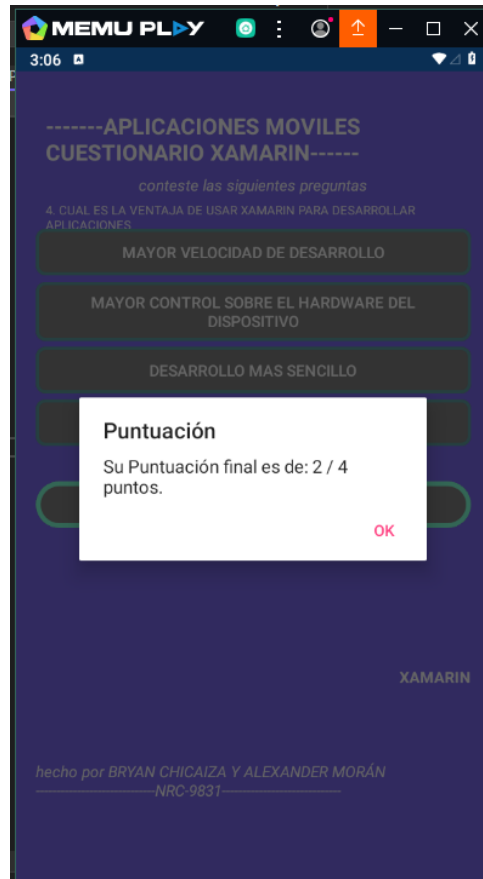 MEMU PLAY
3:06
-------APLICACIONES MOVILES
CUESTIONARIO XAMARIN------
conteste las siguientes preguntas
4. CUAL ES LA VENTAJA DE USAR XAMARIN PARA DESARROLLAR
APLICACIONES
MAYOR VELOCIDAD DE DESARROLLO
MAYOR CONTROL SOBRE EL HARDWARE DEL
DISPOSITIVO
DESARROLLO MAS SENCILLO
Puntuación
Su Puntuación final es de: 2 / 4
puntos.
OK
XAMARIN
hecho por BRYAN CHICAIZA Y ALEXANDER MORÁN
--------------------NRC-9831--------------------